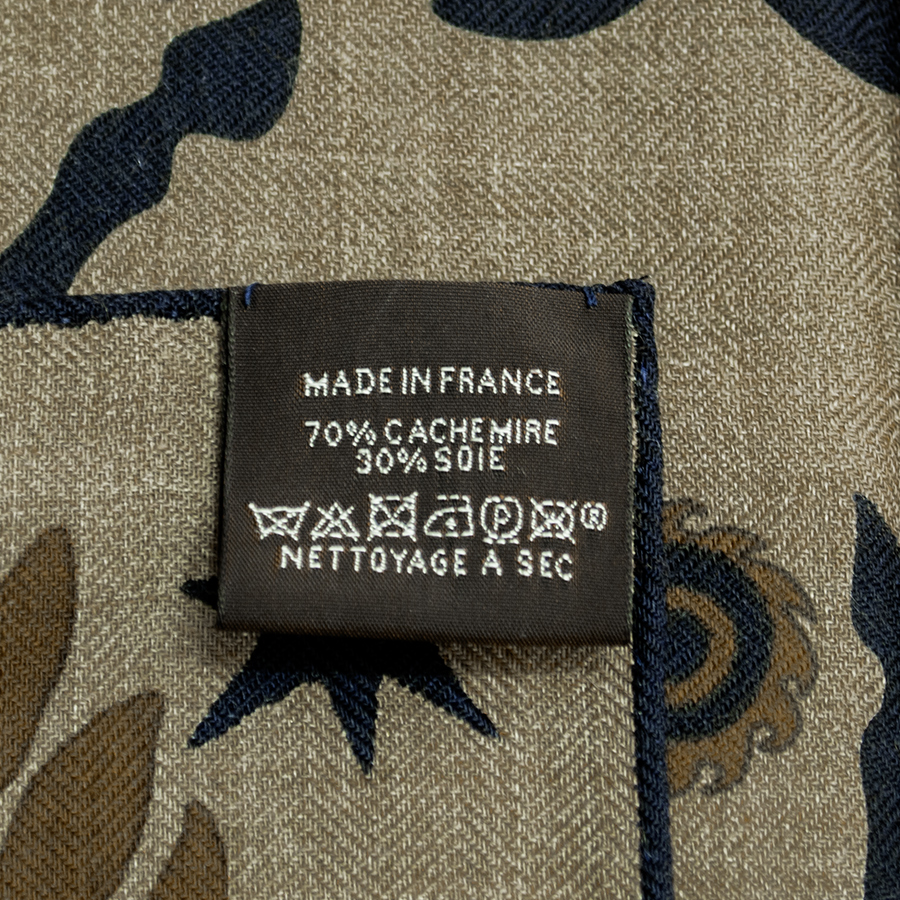 MADE IN FRANCE
70% CACHEMIRE
30% SOIE
P ®
NETTOYAGE A SEC